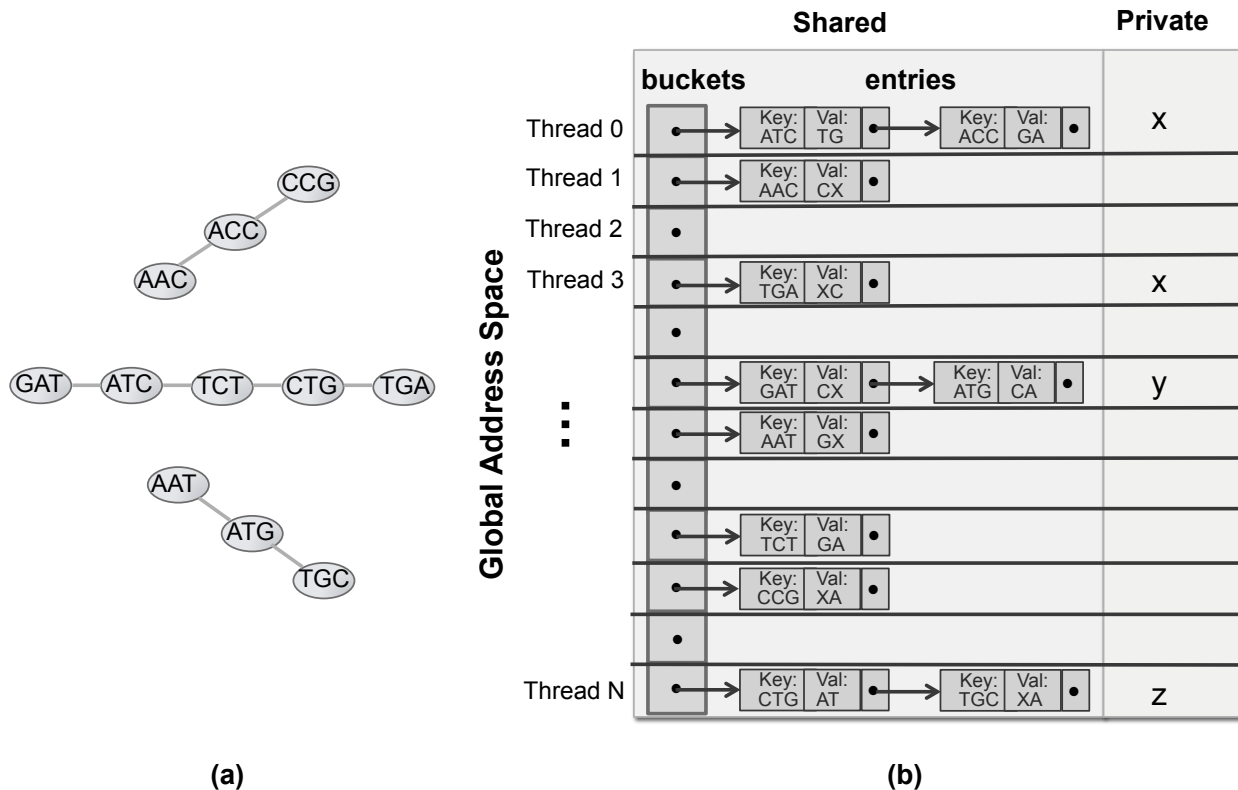 CCG
ACC
AAC
GAT ATC TCT CTG TGA
AAT
ATG
TGC
(a)
Global Address Space
Shared Private
buckets entries
Thread 0 Key: ATC Val: TG Key: ACC Val: GA x
Thread 1 Key: AAC Val: CX
Thread 2
Thread 3 Key: TGA Val: XC x
...
Key: GAT Val: CX Key: ATG Val: CA y
Key: AAT Val: GX
Key: TCT Val: GA
Key: CCG Val: XA
Thread N Key: CTG Val: AT Key: TGC Val: XA z
(b)